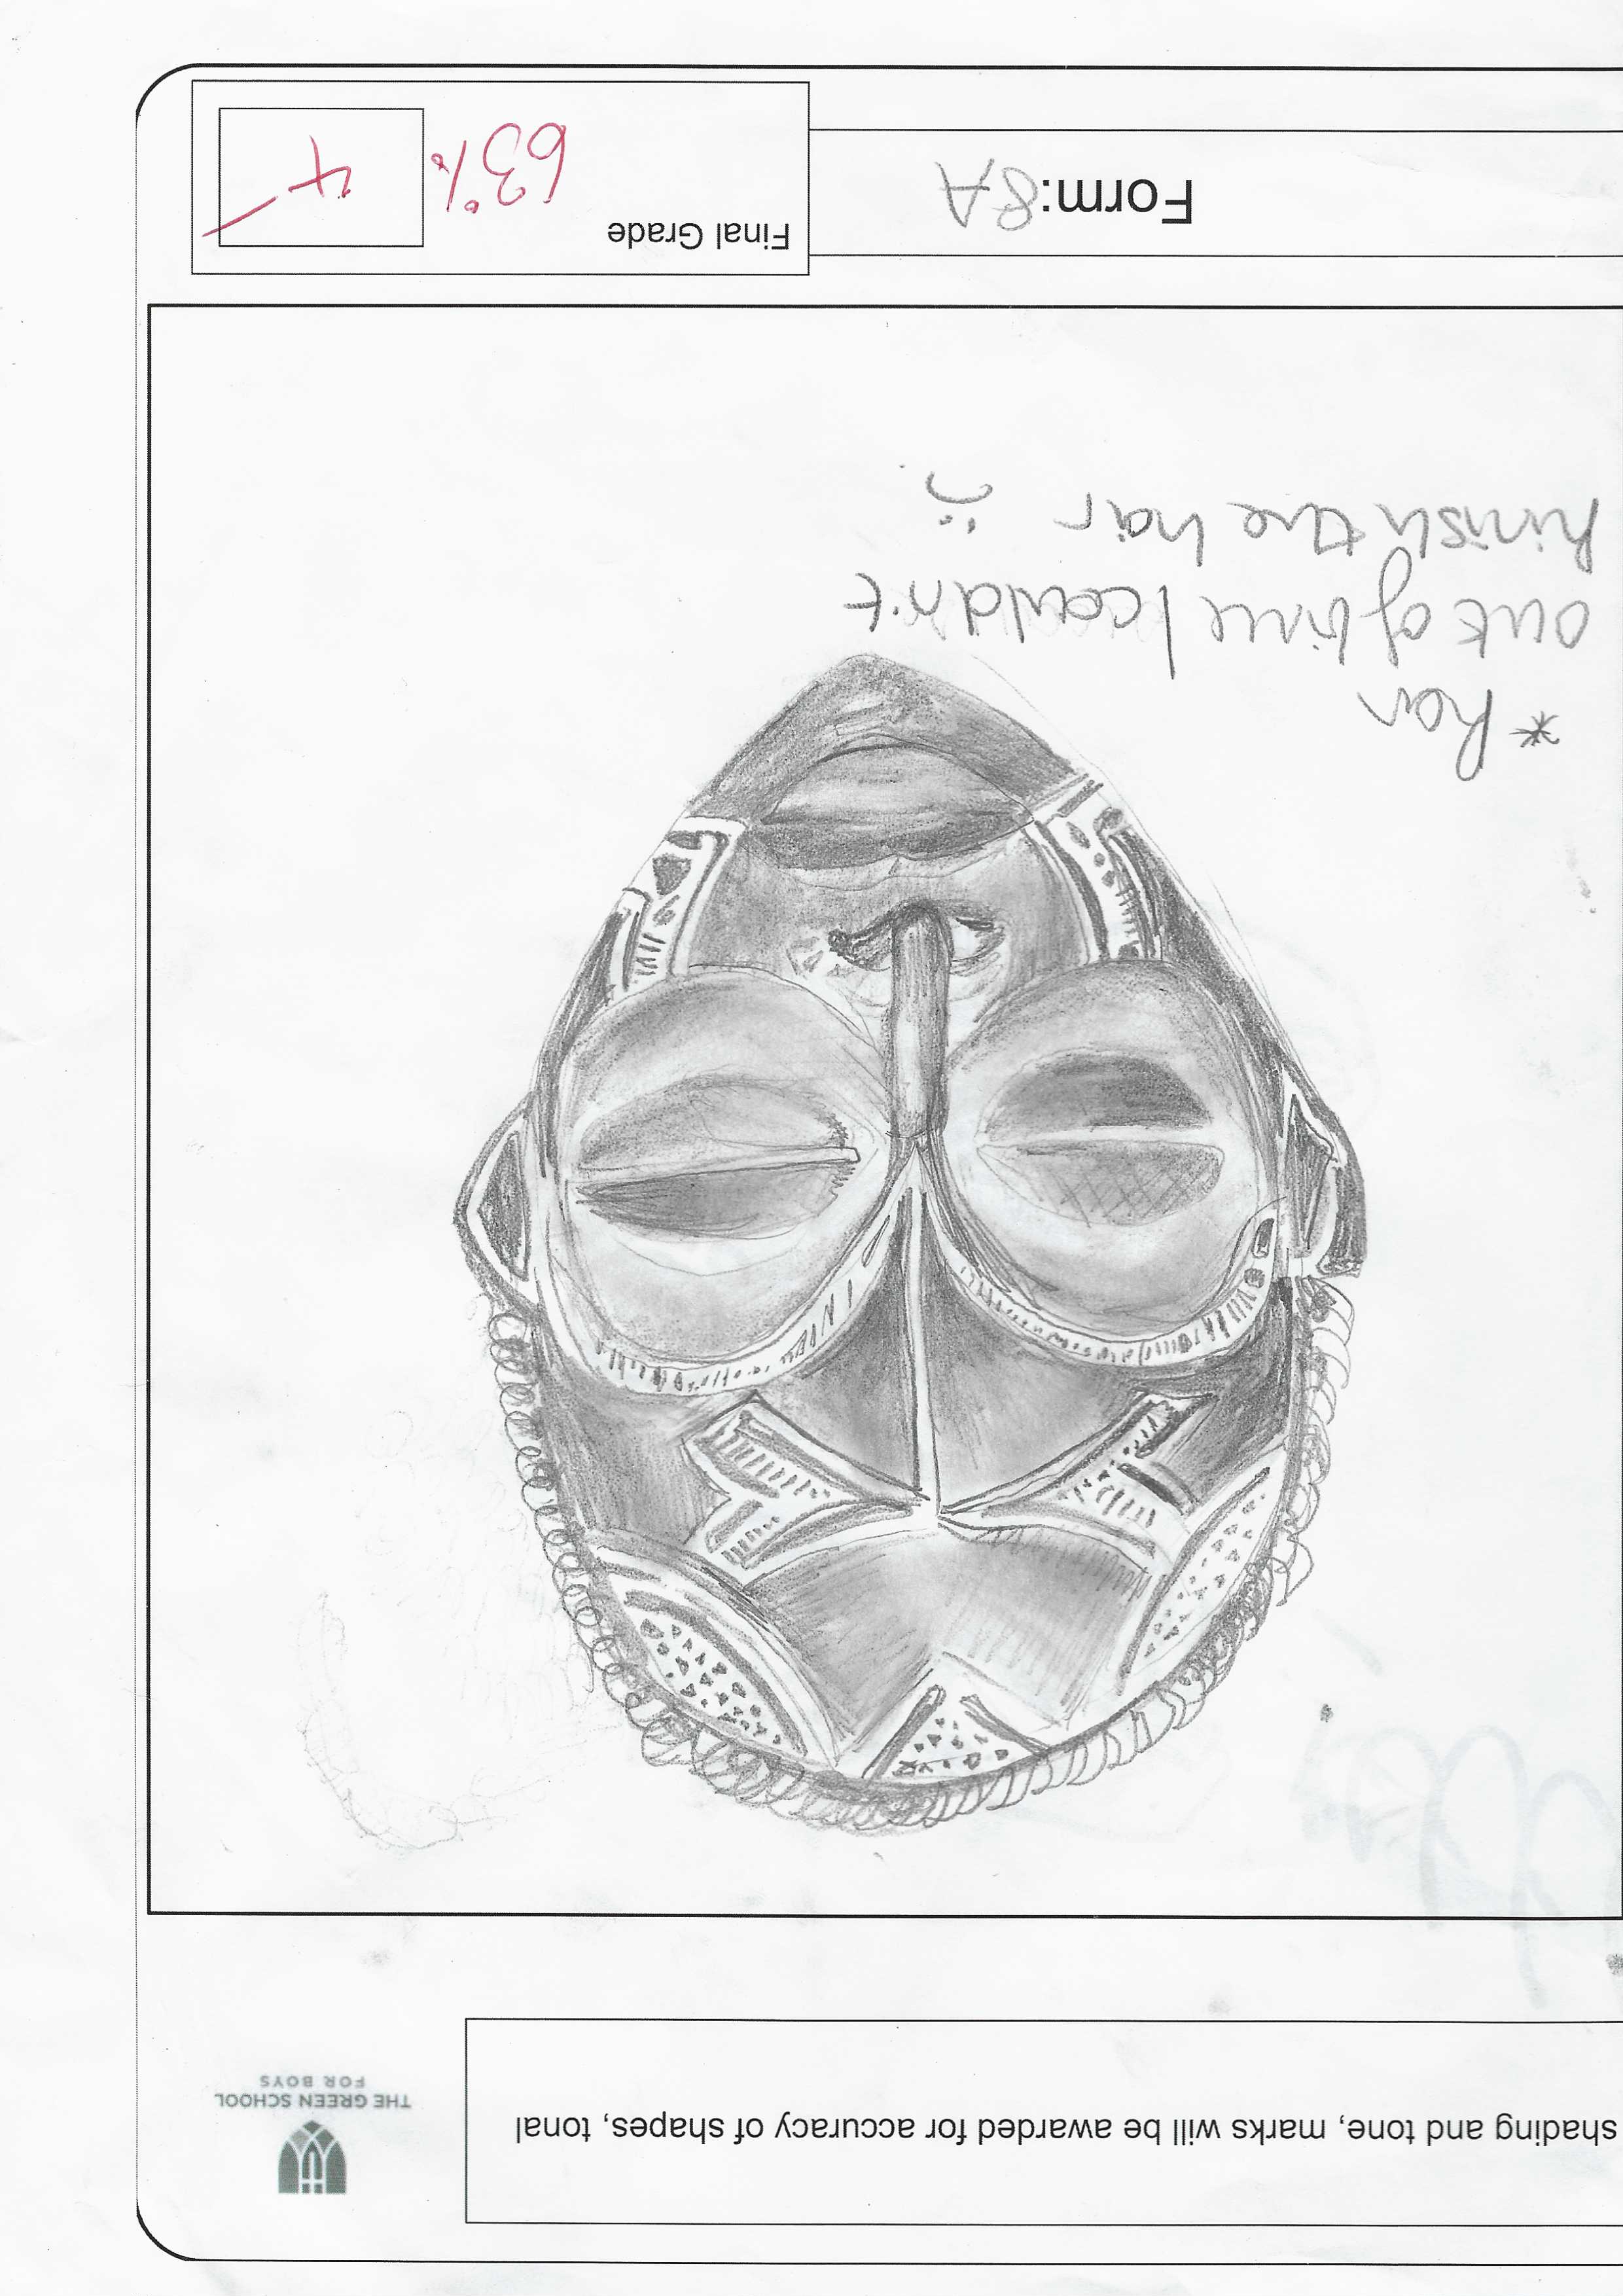 THE GREEN SCHOOL
FOR BOYS
shading and tone, marks will be awarded for accuracy of shapes, tonal
* Ran
out of time I couldn't
finish the hair
Form: 8A
Final Grade
63%
4-